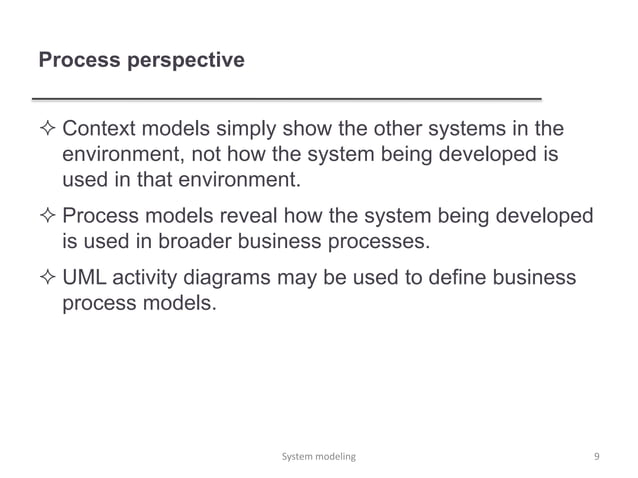 Process perspective
✧ Context models simply show the other systems in the
environment, not how the system being developed is
used in that environment.
✧ Process models reveal how the system being developed
is used in broader business processes.
✧ UML activity diagrams may be used to define business
process models.
System modeling
9